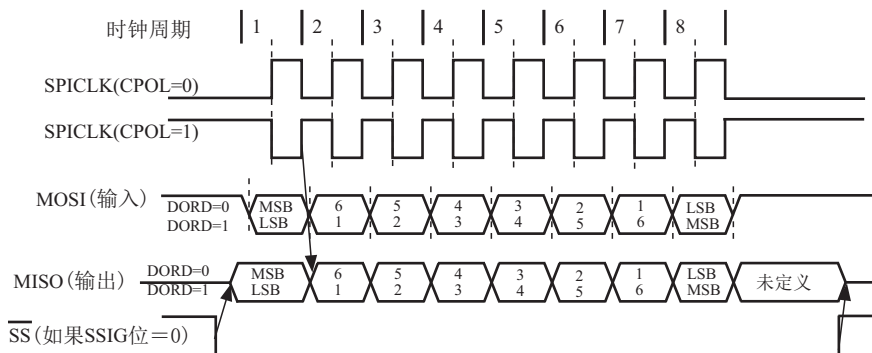 时钟周期 1 2 3 4 5 6 7 8
SPICLK(CPOL=0)
SPICLK(CPOL=1)
MOSI(输入) DORD=0 MSB 6 5 4 3 2 1 LSB
DORD=1 LSB 1 2 3 4 5 6 MSB
MISO(输出) DORD=0 MSB 6 5 4 3 2 1 LSB 未定义
DORD=1 LSB 1 2 3 4 5 6 MSB
SS(如果SSIG位=0)